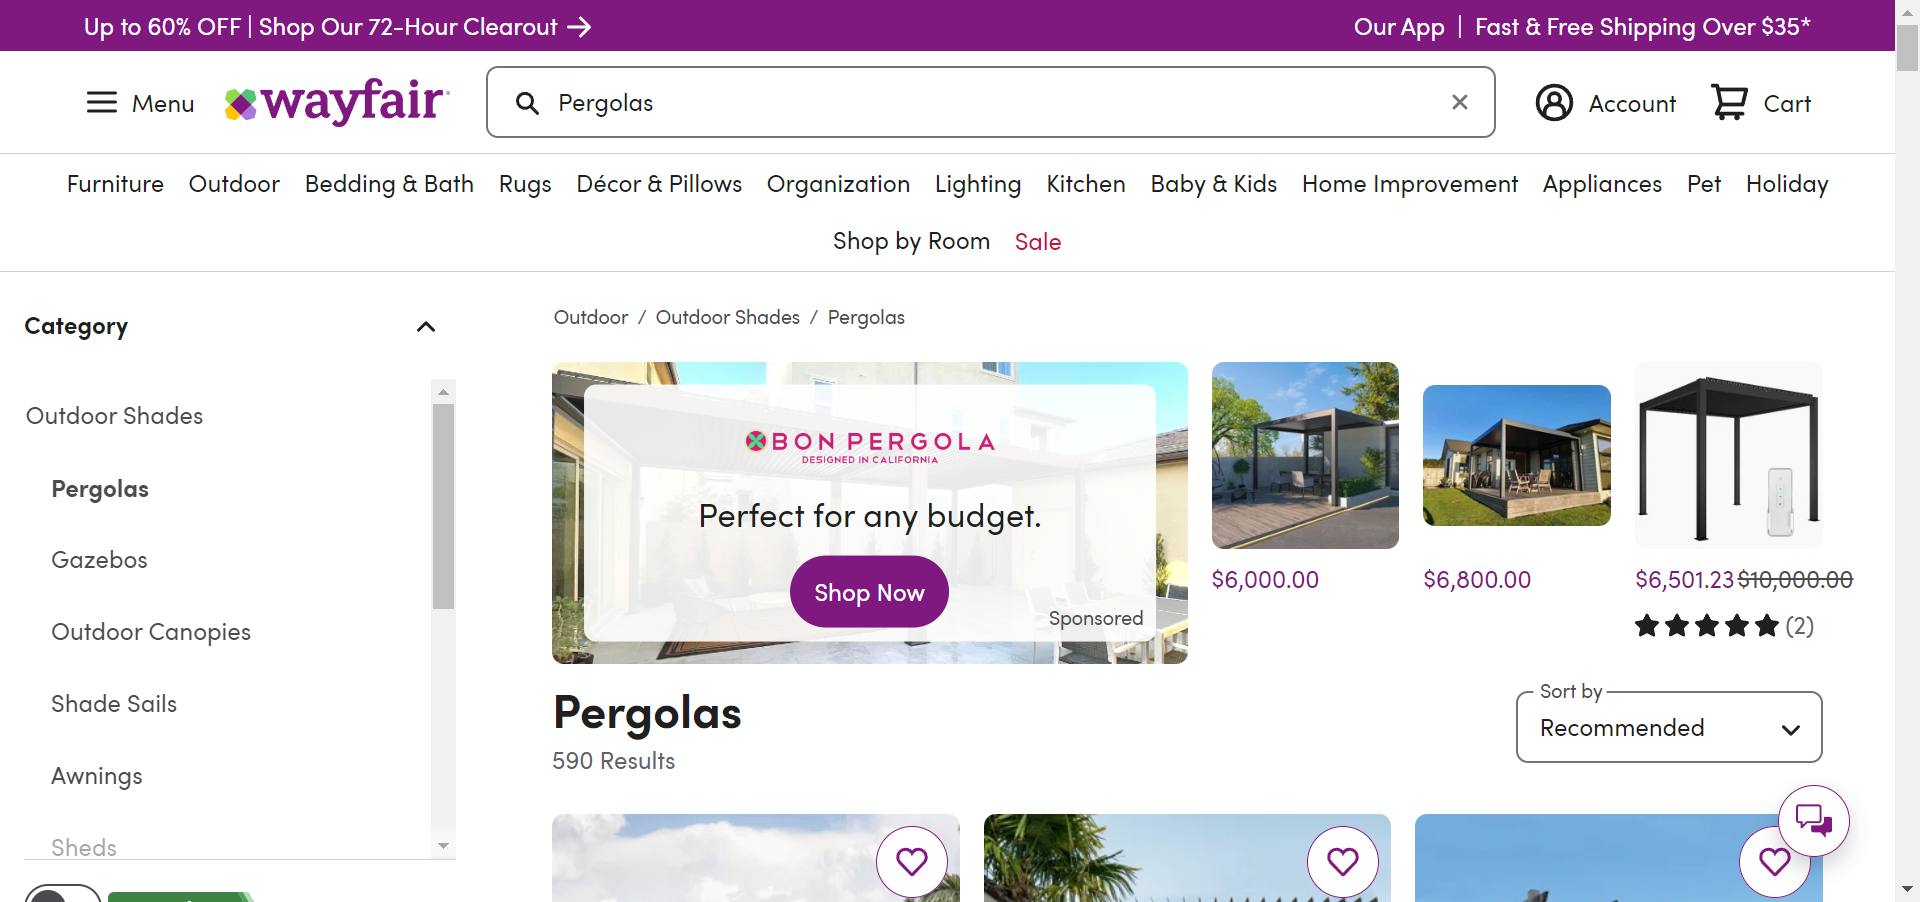 Up to 60% OFF | Shop Our 72-Hour Clearout
Our App | Fast & Free Shipping Over $35*
Menu
wayfair
Pergolas
Account
Cart
Furniture Outdoor Bedding & Bath Rugs Décor & Pillows Organization Lighting Kitchen Baby & Kids Home Improvement Appliances Pet Holiday
Shop by Room Sale
Category
Outdoor Shades
Pergolas
Gazebos
Outdoor Canopies
Shade Sails
Awnings
Sheds
Outdoor / Outdoor Shades / Pergolas
BON PERGOLA
DESIGNED IN CALIFORNIA
Perfect for any budget.
Shop Now
Sponsored
$6,000.00
$6,800.00
$6,501.23 $10,000.00
(2)
Pergolas
590 Results
Sort by
Recommended